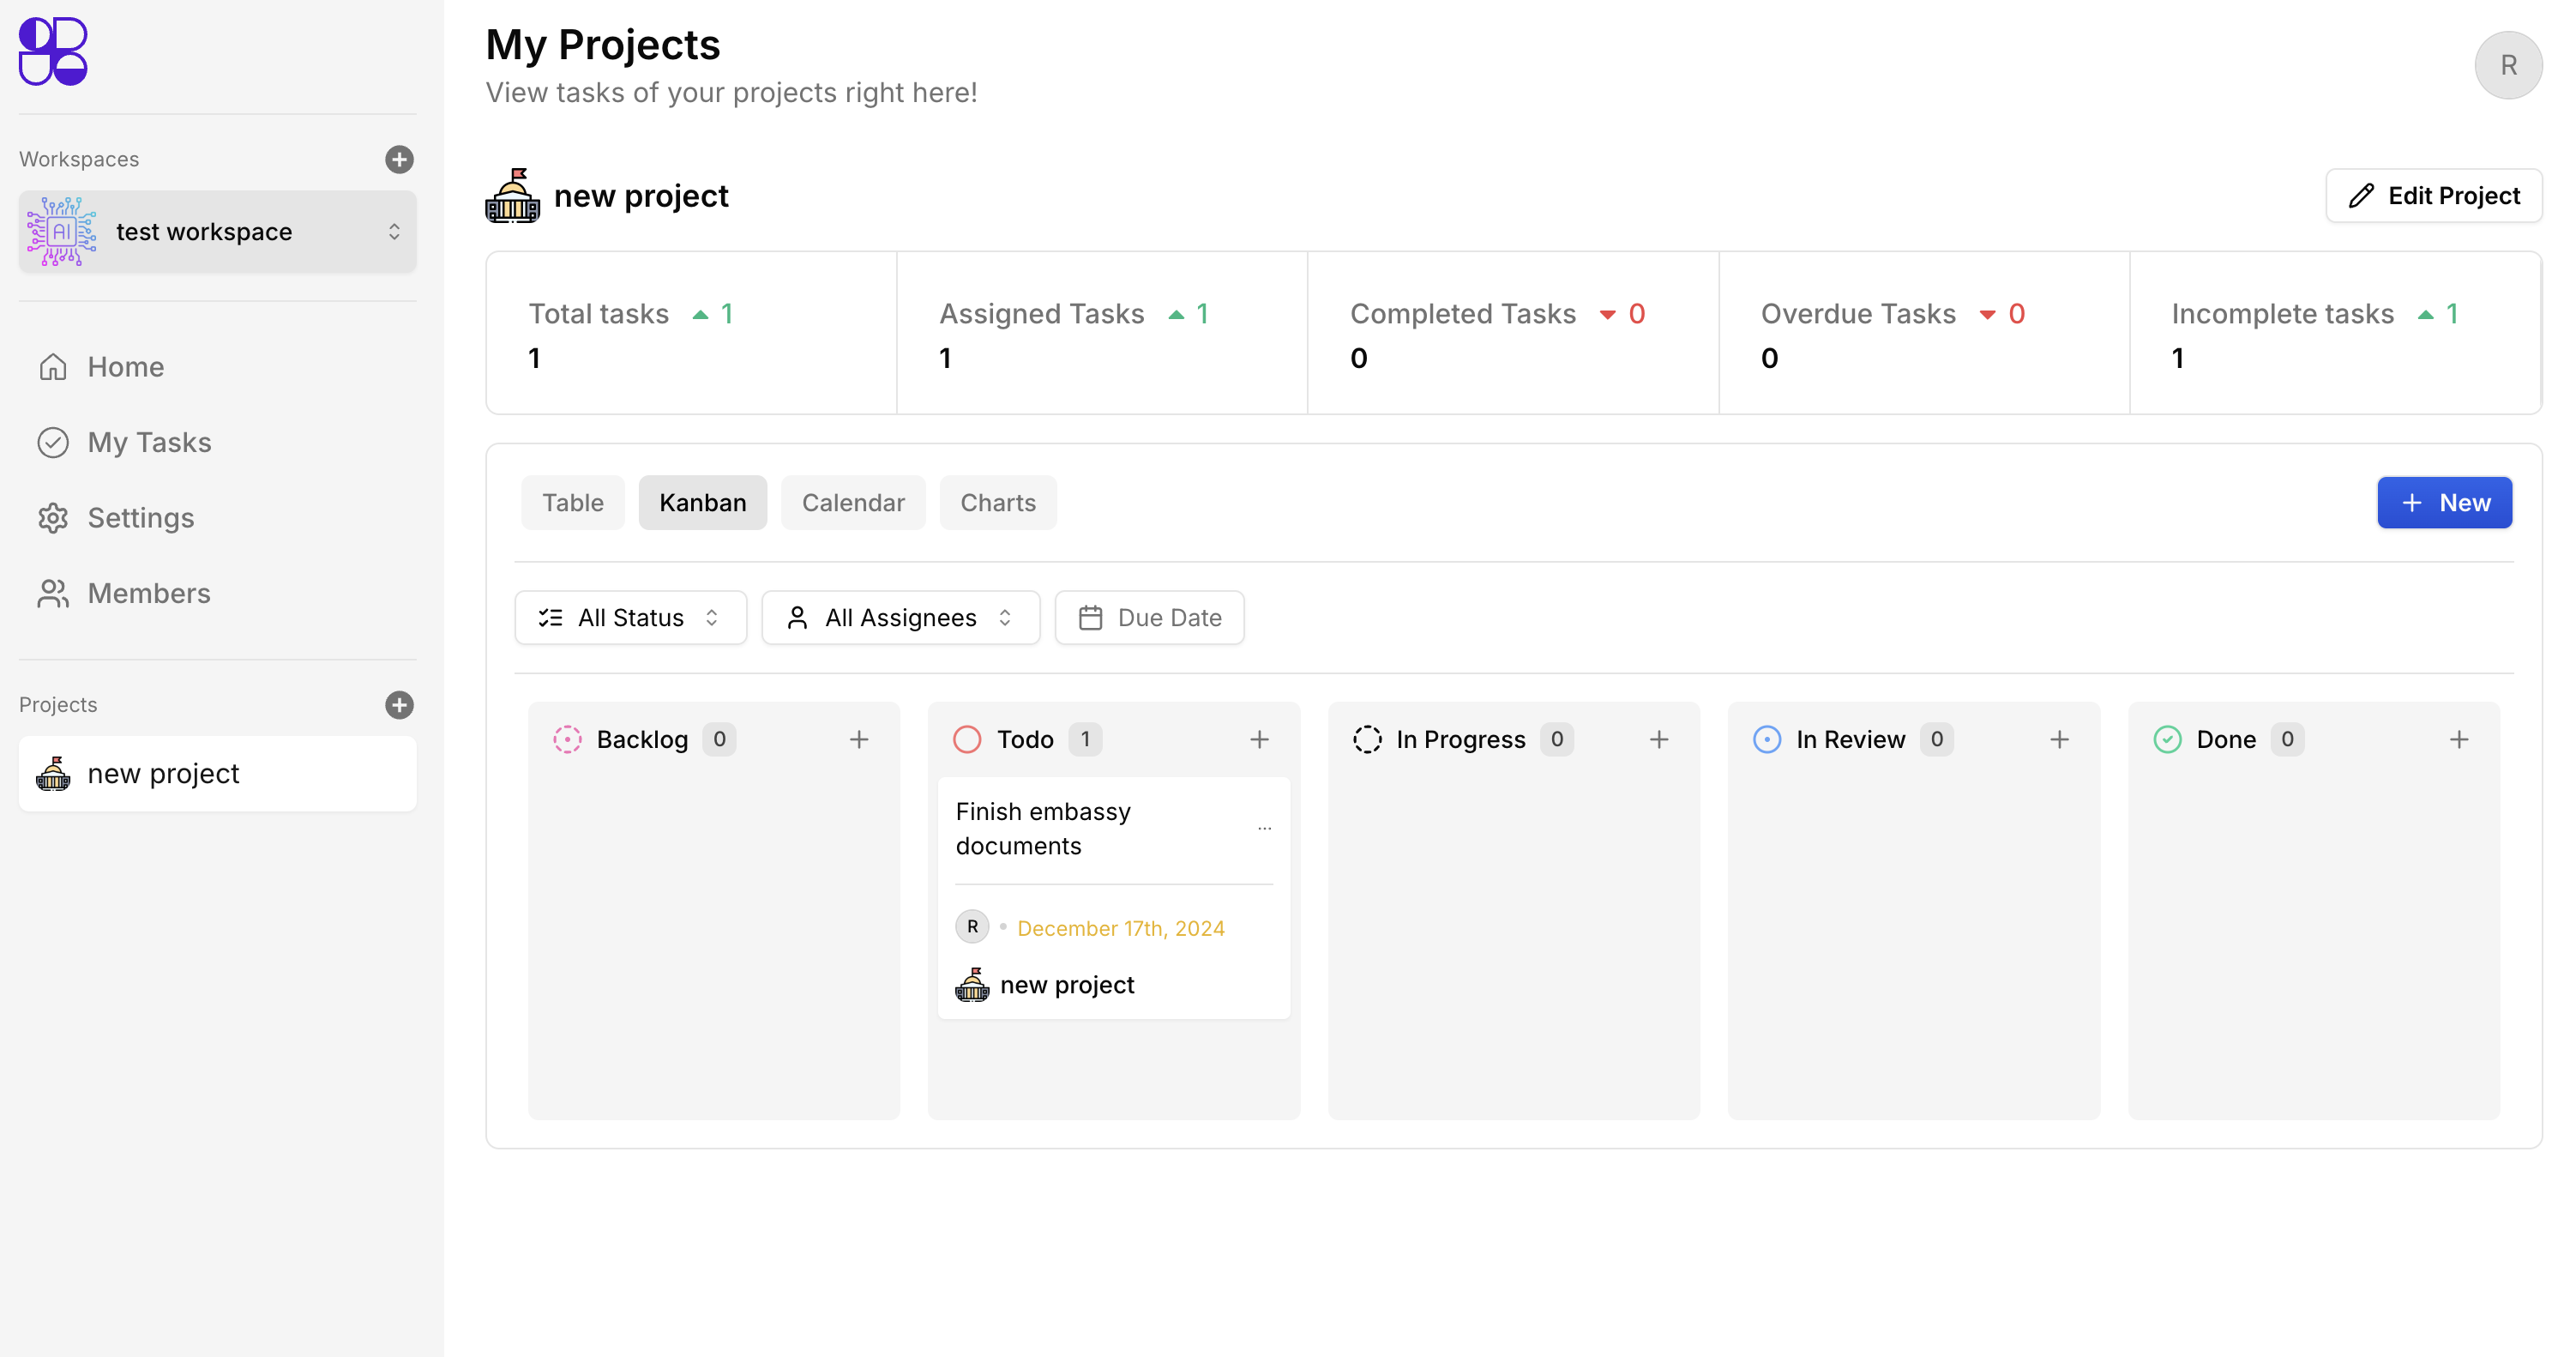 Workspaces
AI
test workspace
Home
My Tasks
Settings
Members
Projects
new project
My Projects
View tasks of your projects right here!
R
new project
Edit Project
Total tasks 1
1
Assigned Tasks 1
1
Completed Tasks 0
0
Overdue Tasks 0
0
Incomplete tasks 1
1
Table Kanban Calendar Charts
+ New
All Status All Assignees Due Date
Backlog 0 +
Todo 1 +
Finish embassy
documents
...
R • December 17th, 2024
new project
In Progress 0 +
In Review 0 +
Done 0 +